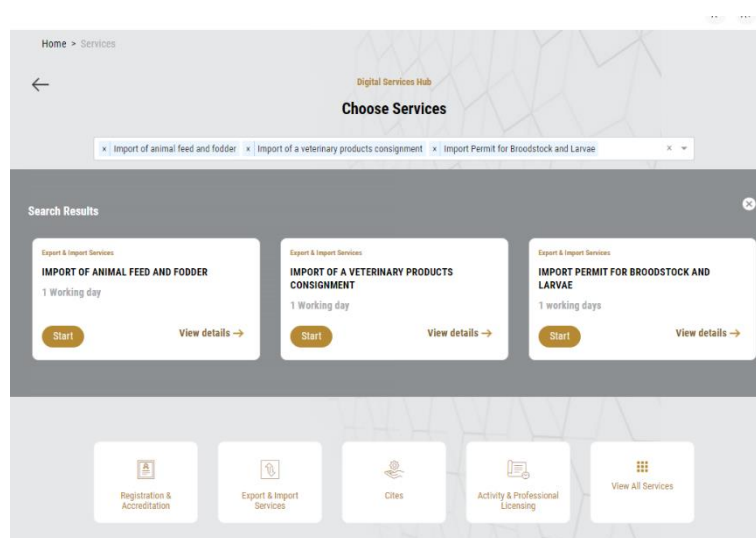 Home > Services
Digital Services Hub
Choose Services
× Import of animal feed and fodder × Import of a veterinary products consignment × Import Permit for Broodstock and Larvae ×
Search Results
Export & Import Services
IMPORT OF ANIMAL FEED AND FODDER
1 Working day
Start View details →
Export & Import Services
IMPORT OF A VETERINARY PRODUCTS
CONSIGNMENT
1 Working day
Start View details →
Export & Import Services
IMPORT PERMIT FOR BROODSTOCK AND
LARVAE
1 working days
Start View details →
Registration &
Accreditation
Export & Import
Services
Cites
Activity & Professional
Licensing
View All Services